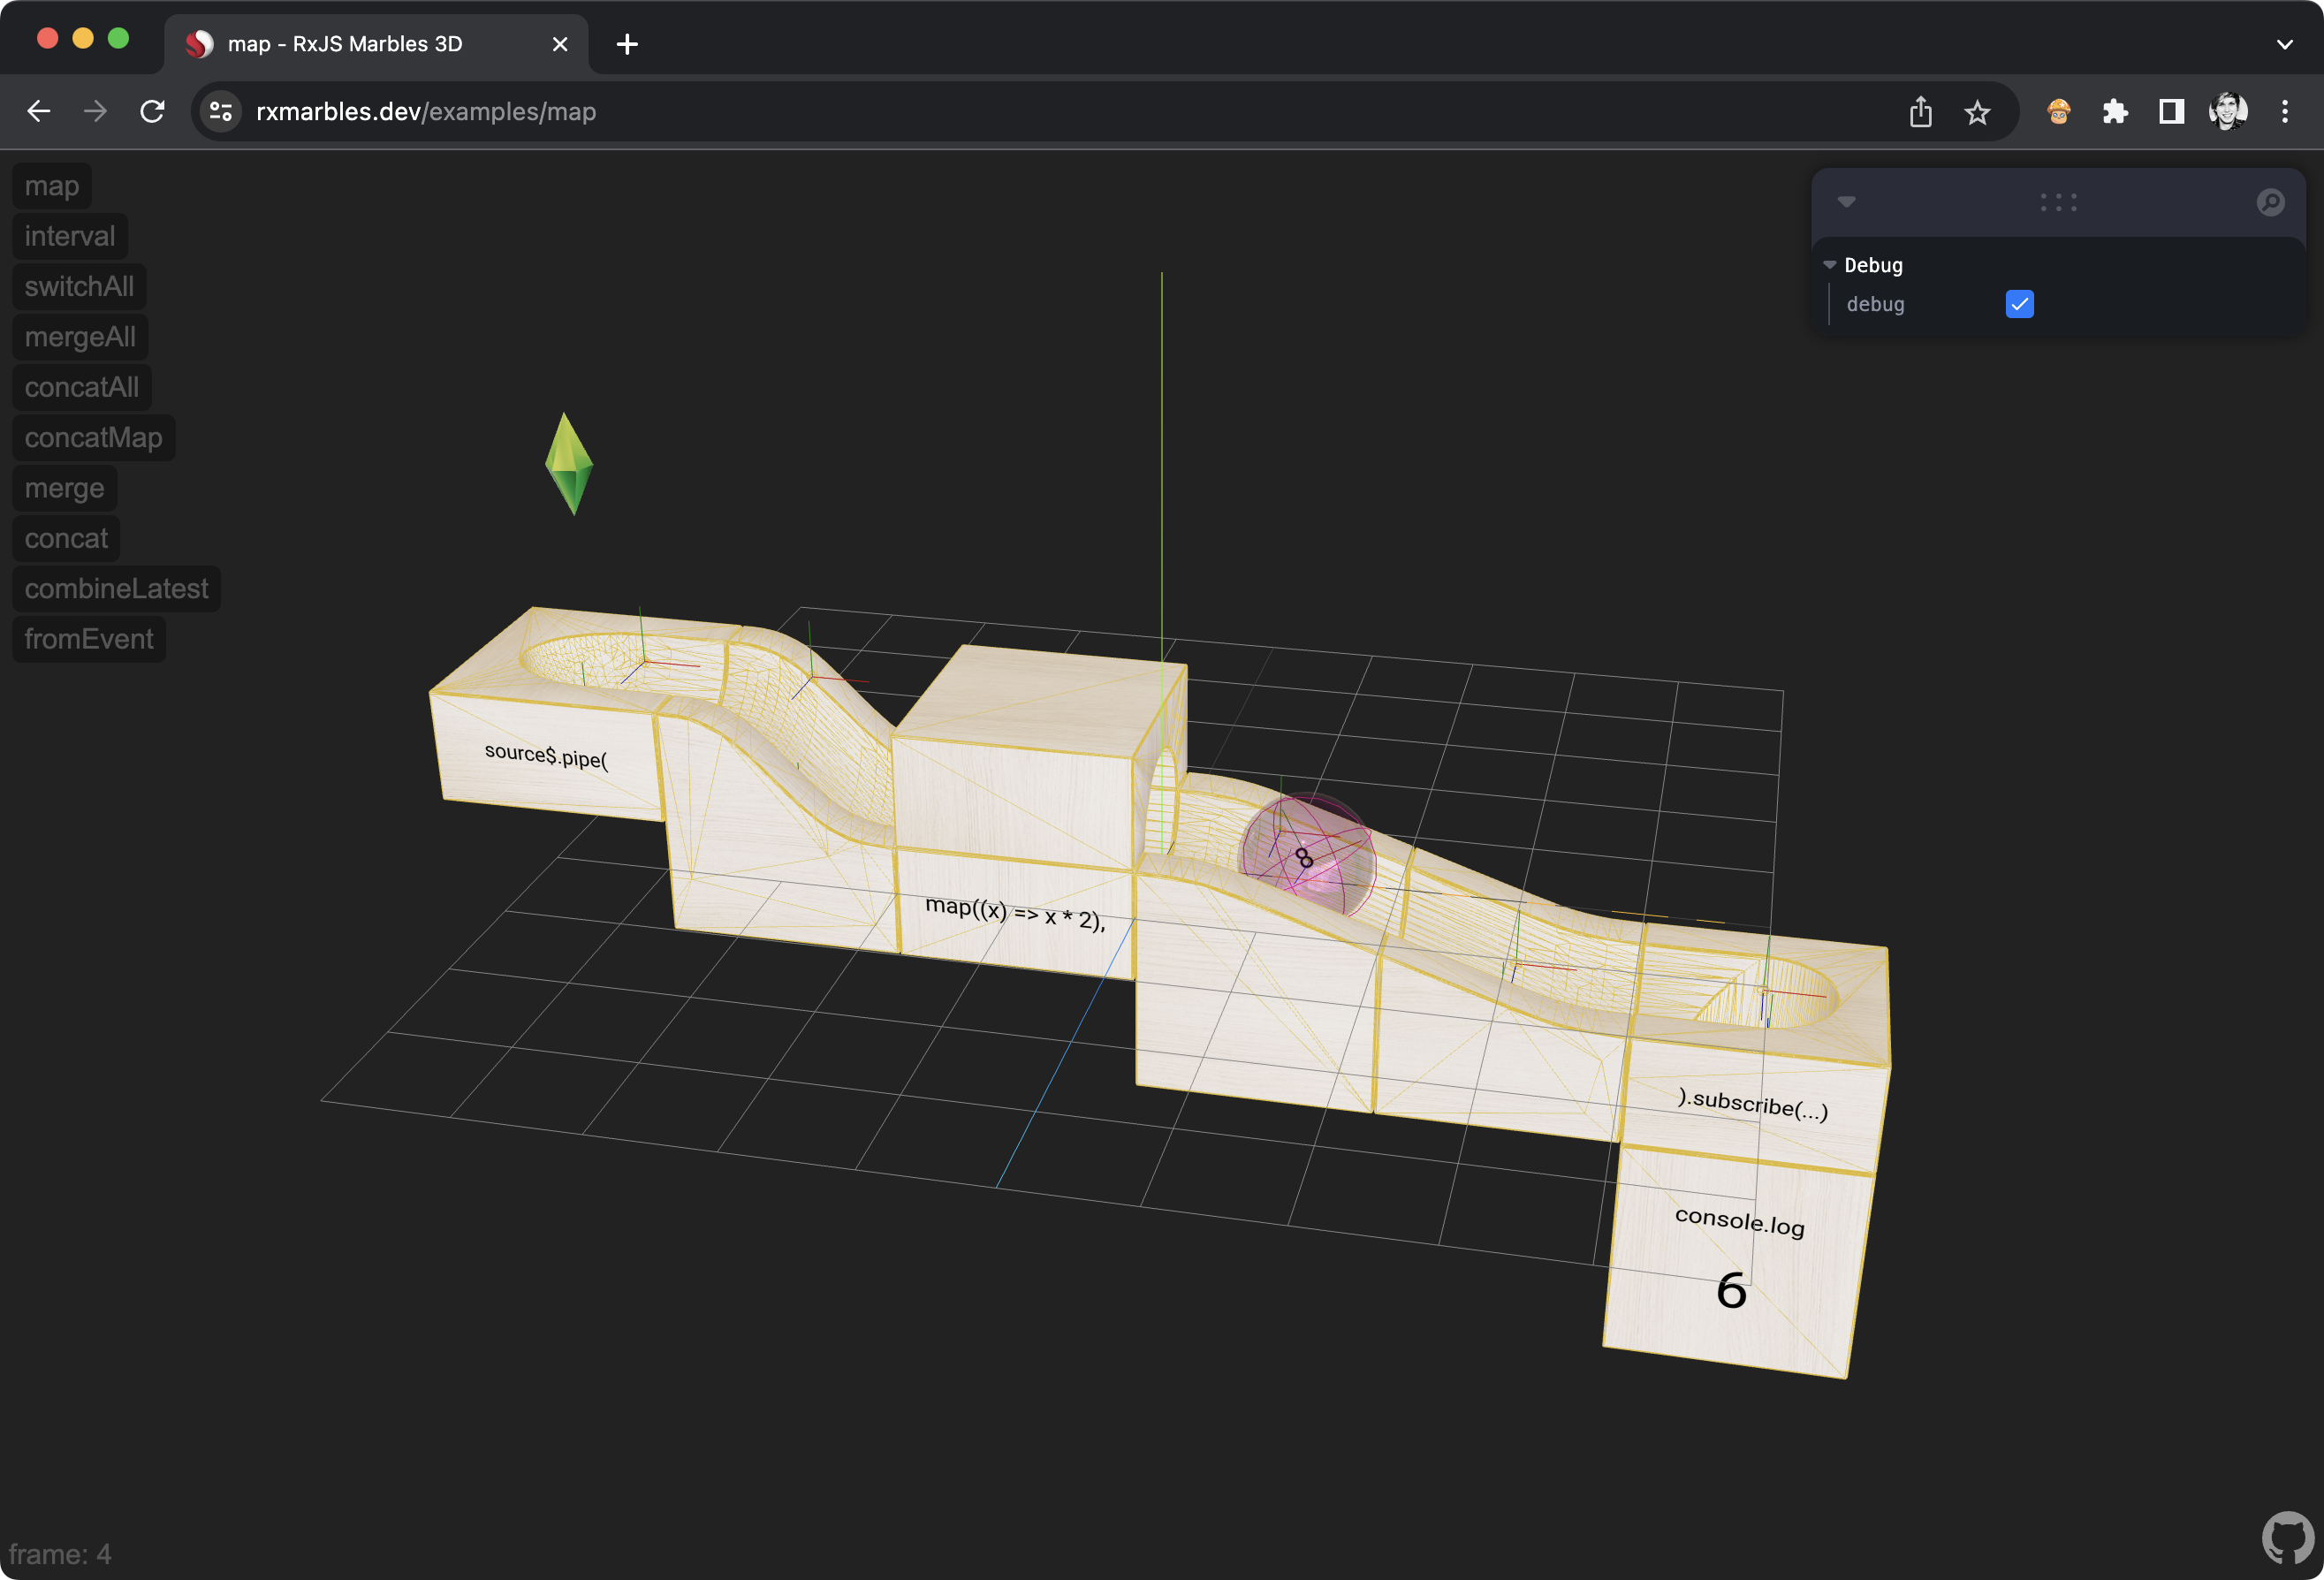 map - RxJS Marbles 3D
rxmarbles.dev/examples/map
map
interval
switchAll
mergeAll
concatAll
concatMap
merge
concat
combineLatest
fromEvent
Debug
debug
source$.pipe(
map((x) => x * 2),
8
).subscribe(...)
console.log
6
frame: 4